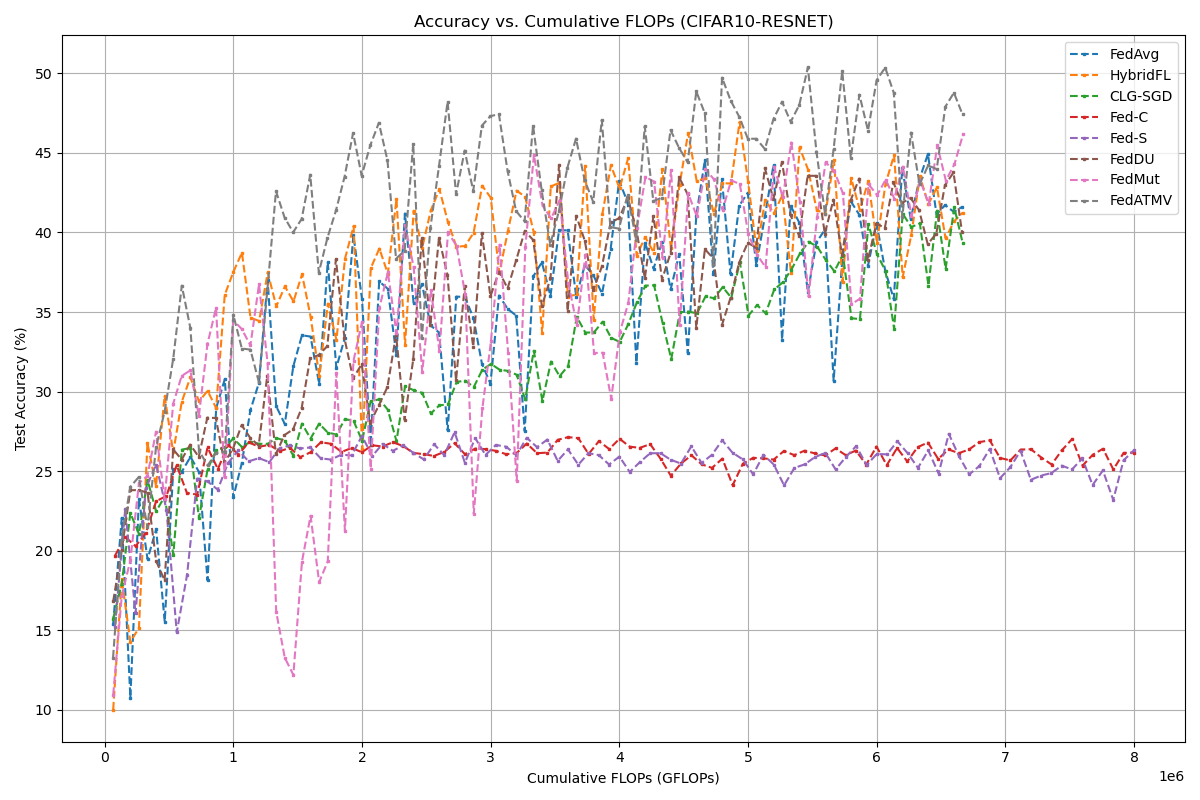 Accuracy vs. Cumulative FLOPs (CIFAR10-RESNET)
FedAvg
HybridFL
CLG-SGD
Fed-C
Fed-S
FedDU
FedMut
FedATMV
Test Accuracy (%)
50
45
40
35
30
25
20
15
10
0 1 2 3 4 5 6 7 8
1e6
Cumulative FLOPs (GFLOPs)